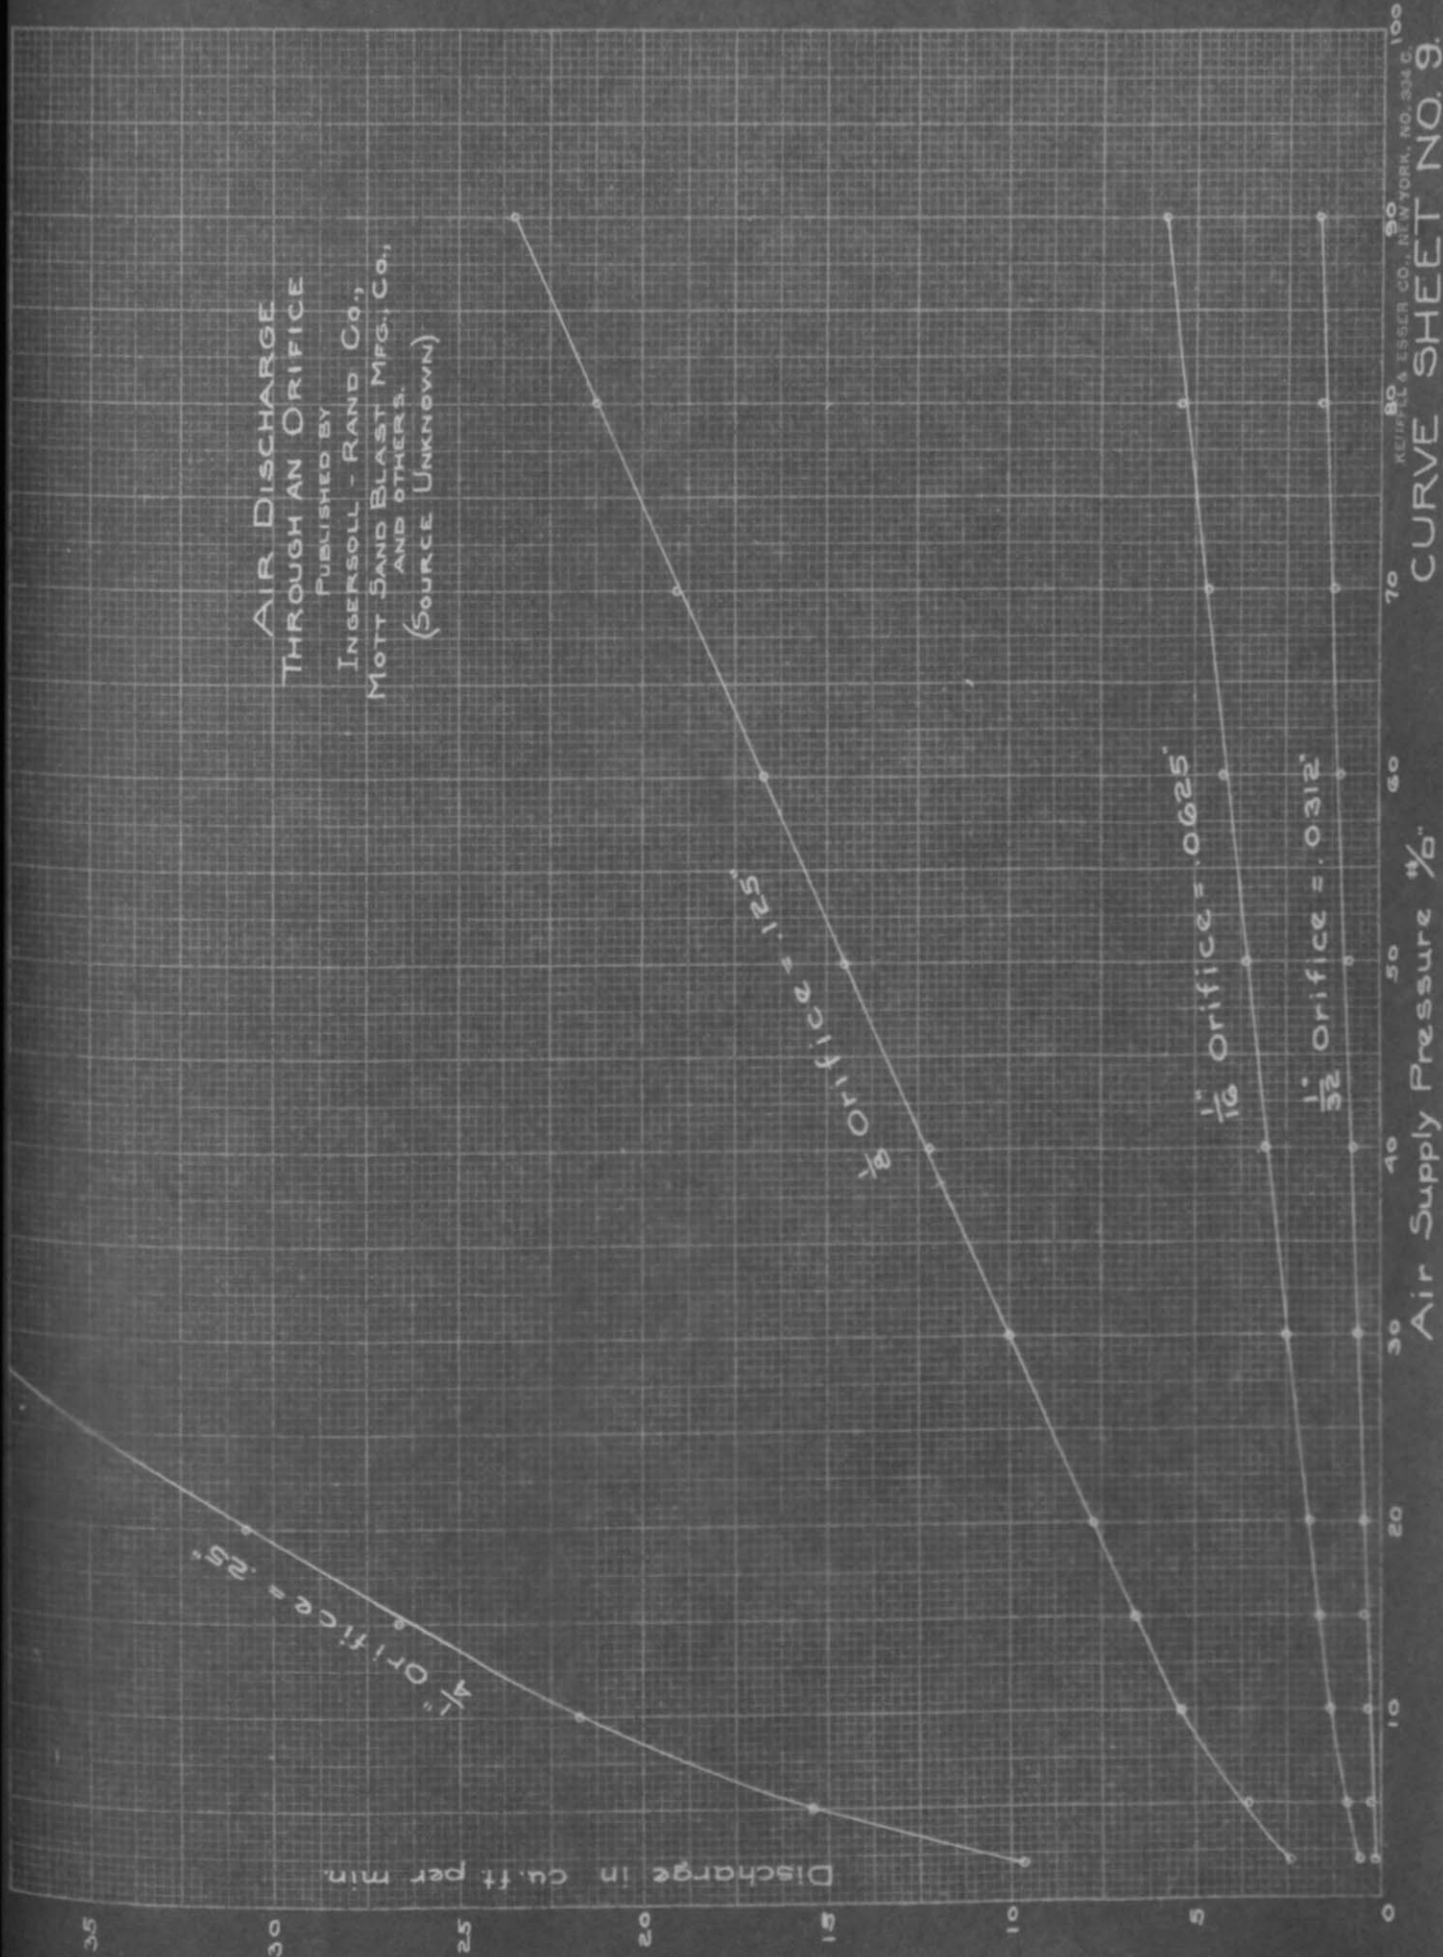 AIR DISCHARGE
THROUGH AN ORIFICE
PUBLISHED BY
INGERSOLL - RAND CO.,
MOTT SAND BLAST MFG., CO.,
AND OTHERS.
(SOURCE UNKNOWN)
1/4" Orifice = .25"
1/8 Orifice = .125"
1/16" Orifice = .0625"
1/32" Orifice = .0312"
Discharge in cu.ft. per min.
35
30
25
20
15
10
5
0
10
20
30
40
50
60
70
80
90
100
Air Supply Pressure #/□"
KEUFFEL & ESSER CO., NEW YORK. NO. 334 C.
CURVE SHEET NO. 9.